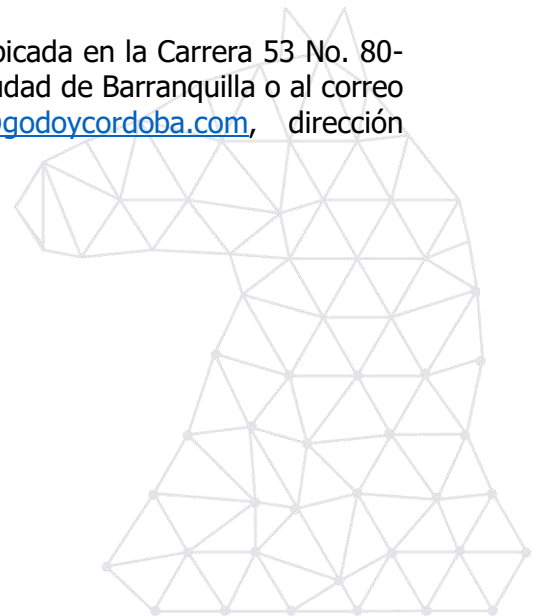 bicada en la Carrera 53 No. 80-
udad de Barranquilla o al correo
@godoycordoba.com, dirección